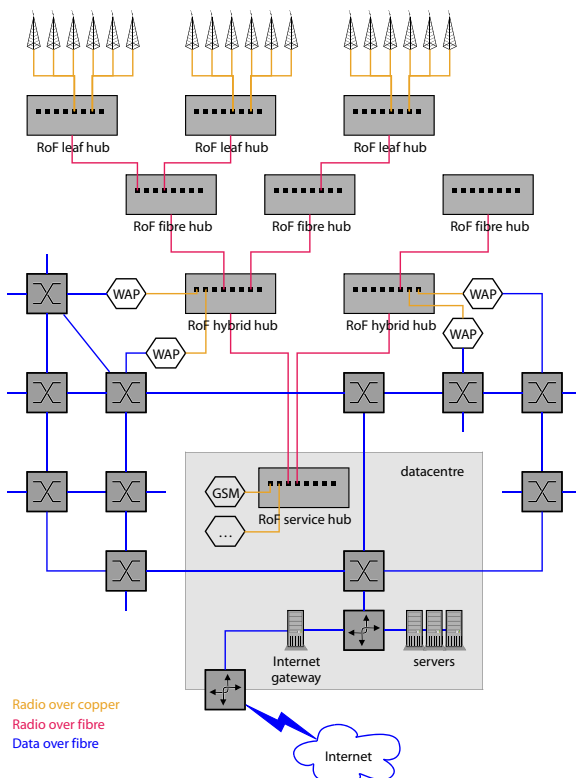 RoF leaf hub
RoF leaf hub
RoF leaf hub
RoF fibre hub
RoF fibre hub
RoF fibre hub
WAP
WAP
RoF hybrid hub
RoF hybrid hub
WAP
WAP
datacentre
GSM
RoF service hub
...
Internet
gateway
servers
Radio over copper
Radio over fibre
Data over fibre
Internet